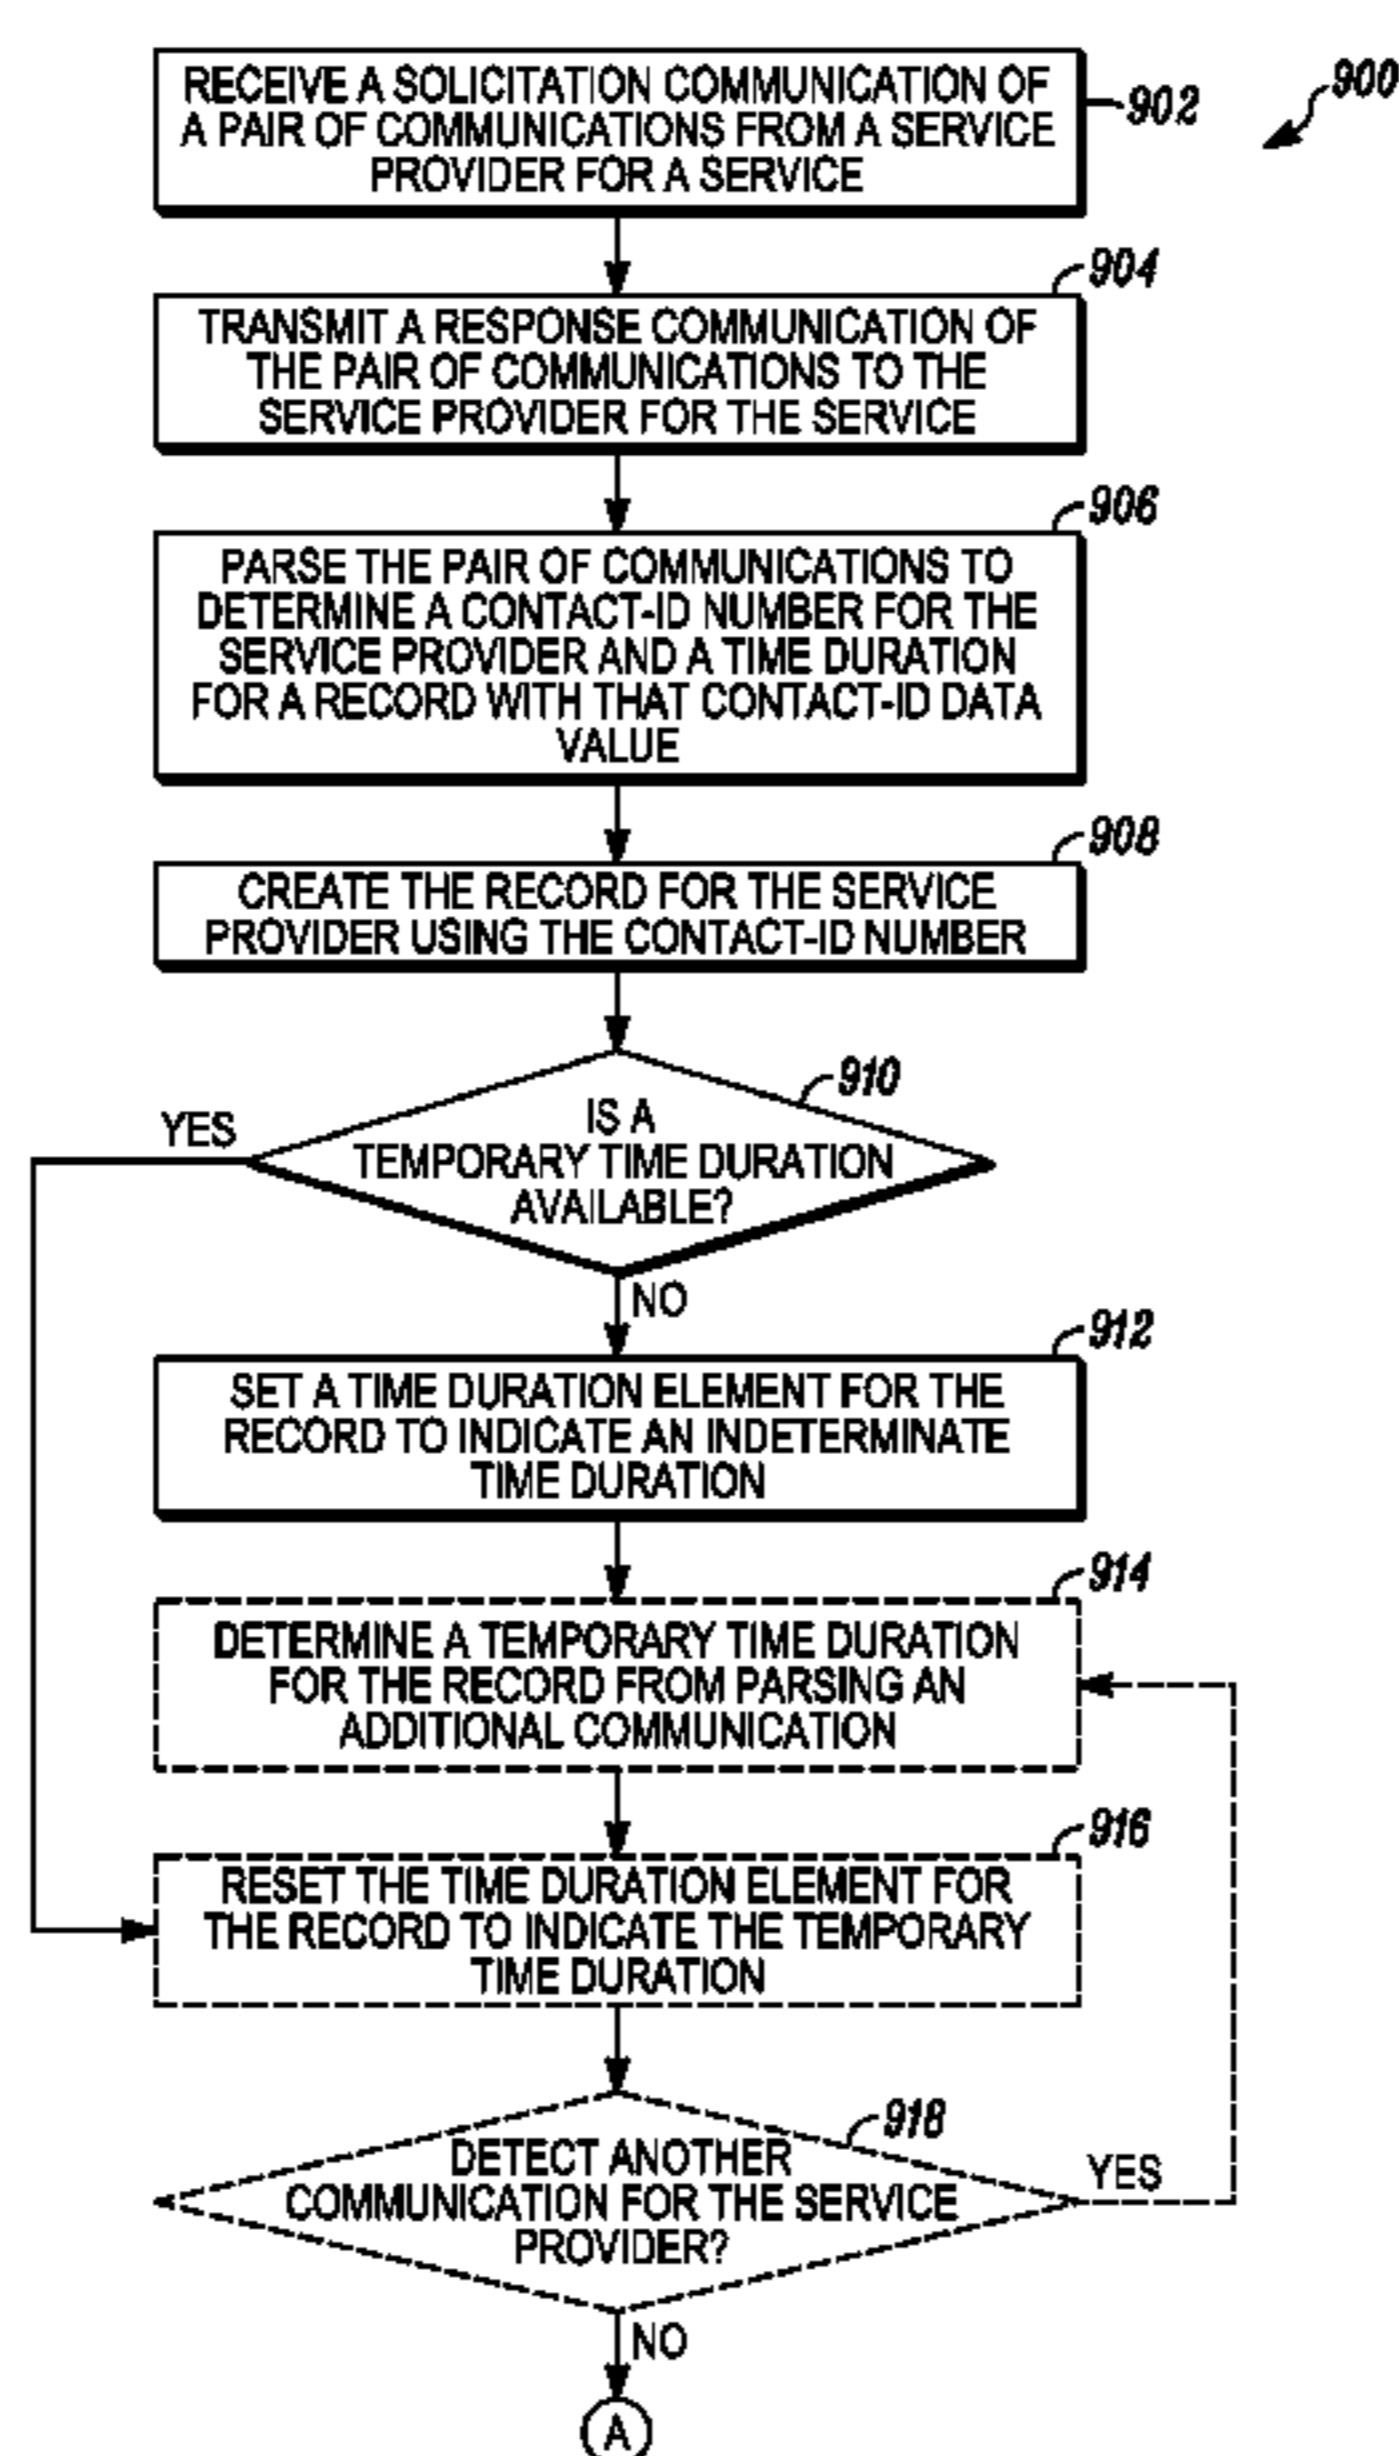 900
RECEIVE A SOLICITATION COMMUNICATION OF
A PAIR OF COMMUNICATIONS FROM A SERVICE
PROVIDER FOR A SERVICE
902
904
TRANSMIT A RESPONSE COMMUNICATION OF
THE PAIR OF COMMUNICATIONS TO THE
SERVICE PROVIDER FOR THE SERVICE
906
PARSE THE PAIR OF COMMUNICATIONS TO
DETERMINE A CONTACT-ID NUMBER FOR THE
SERVICE PROVIDER AND A TIME DURATION
FOR A RECORD WITH THAT CONTACT-ID DATA
VALUE
908
CREATE THE RECORD FOR THE SERVICE
PROVIDER USING THE CONTACT-ID NUMBER
910
YES
IS A
TEMPORARY TIME DURATION
AVAILABLE?
NO
912
SET A TIME DURATION ELEMENT FOR THE
RECORD TO INDICATE AN INDETERMINATE
TIME DURATION
914
DETERMINE A TEMPORARY TIME DURATION
FOR THE RECORD FROM PARSING AN
ADDITIONAL COMMUNICATION
916
RESET THE TIME DURATION ELEMENT FOR
THE RECORD TO INDICATE THE TEMPORARY
TIME DURATION
918
DETECT ANOTHER
COMMUNICATION FOR THE SERVICE
PROVIDER?
YES
NO
A